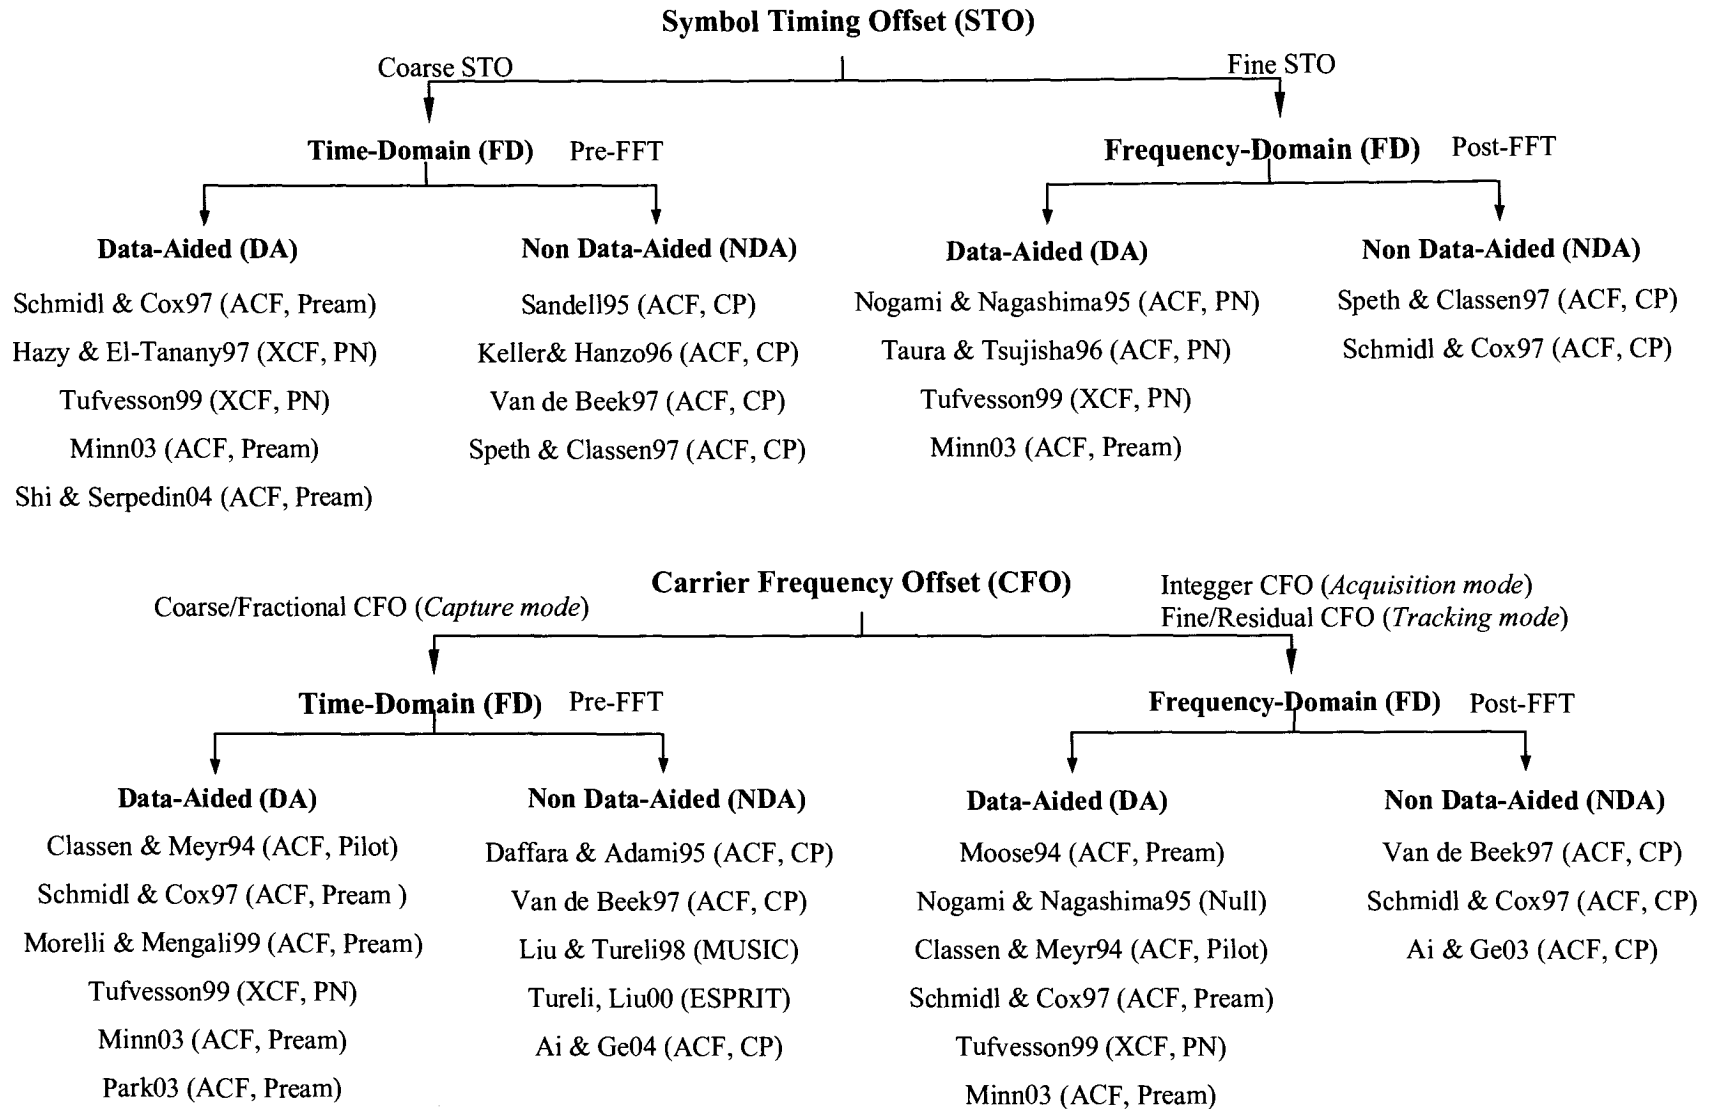 Symbol Timing Offset (STO)
Coarse STO
Fine STO
Time-Domain (FD) Pre-FFT
Frequency-Domain (FD) Post-FFT
Data-Aided (DA)
Schmidl & Cox97 (ACF, Pream)
Hazy & El-Tanany97 (XCF, PN)
Tufvesson99 (XCF, PN)
Minn03 (ACF, Pream)
Shi & Serpedin04 (ACF, Pream)
Non Data-Aided (NDA)
Sandell95 (ACF, CP)
Keller& Hanzo96 (ACF, CP)
Van de Beek97 (ACF, CP)
Speth & Classen97 (ACF, CP)
Data-Aided (DA)
Nogami & Nagashima95 (ACF, PN)
Taura & Tsujisha96 (ACF, PN)
Tufvesson99 (XCF, PN)
Minn03 (ACF, Pream)
Non Data-Aided (NDA)
Speth & Classen97 (ACF, CP)
Schmidl & Cox97 (ACF, CP)
Carrier Frequency Offset (CFO)
Coarse/Fractional CFO (Capture mode)
Integger CFO (Acquisition mode)
Fine/Residual CFO (Tracking mode)
Time-Domain (FD) Pre-FFT
Frequency-Domain (FD) Post-FFT
Data-Aided (DA)
Classen & Meyr94 (ACF, Pilot)
Schmidl & Cox97 (ACF, Pream )
Morelli & Mengali99 (ACF, Pream)
Tufvesson99 (XCF, PN)
Minn03 (ACF, Pream)
Park03 (ACF, Pream)
Non Data-Aided (NDA)
Daffara & Adami95 (ACF, CP)
Van de Beek97 (ACF, CP)
Liu & Tureli98 (MUSIC)
Tureli, Liu00 (ESPRIT)
Ai & Ge04 (ACF, CP)
Data-Aided (DA)
Moose94 (ACF, Pream)
Nogami & Nagashima95 (Null)
Classen & Meyr94 (ACF, Pilot)
Schmidl & Cox97 (ACF, Pream)
Tufvesson99 (XCF, PN)
Minn03 (ACF, Pream)
Non Data-Aided (NDA)
Van de Beek97 (ACF, CP)
Schmidl & Cox97 (ACF, CP)
Ai & Ge03 (ACF, CP)